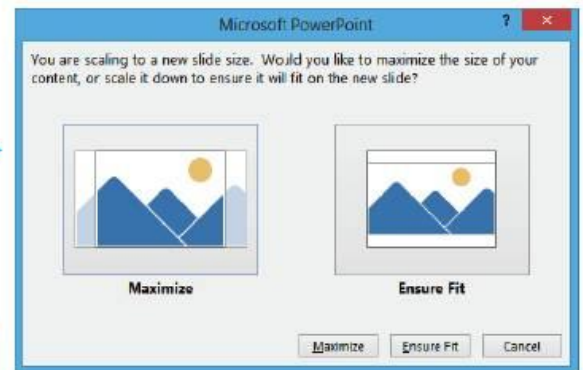 Microsoft PowerPoint
?
You are scaling to a new slide size. Would you like to maximize the size of your
content, or scale it down to ensure it will fit on the new slide?
Maximize
Ensure Fit
Maximize
Ensure Fit
Cancel